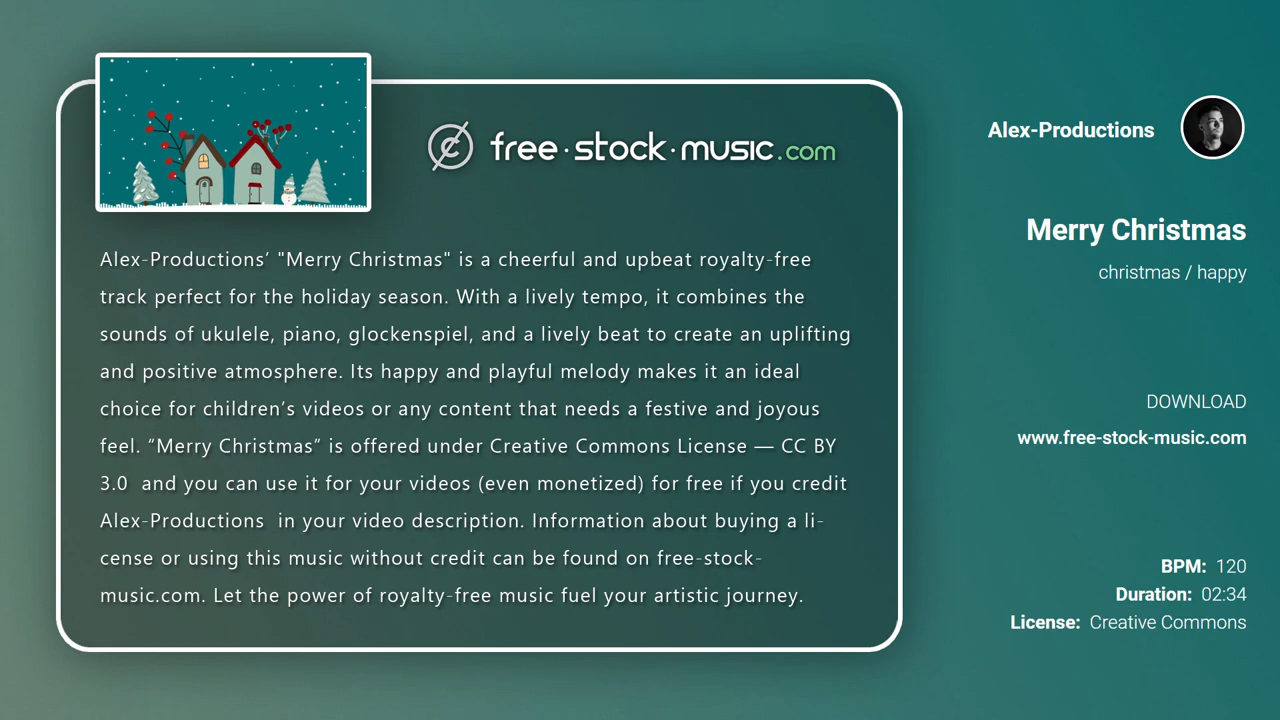 free·stock·music.com
Alex-Productions’ "Merry Christmas" is a cheerful and upbeat royalty-free
track perfect for the holiday season. With a lively tempo, it combines the
sounds of ukulele, piano, glockenspiel, and a lively beat to create an uplifting
and positive atmosphere. Its happy and playful melody makes it an ideal
choice for children’s videos or any content that needs a festive and joyous
feel. “Merry Christmas” is offered under Creative Commons License — CC BY
3.0  and you can use it for your videos (even monetized) for free if you credit
Alex-Productions  in your video description. Information about buying a li-
cense or using this music without credit can be found on free-stock-
music.com. Let the power of royalty-free music fuel your artistic journey.
Alex-Productions
Merry Christmas
christmas / happy
DOWNLOAD
www.free-stock-music.com
BPM: 120
Duration: 02:34
License: Creative Commons